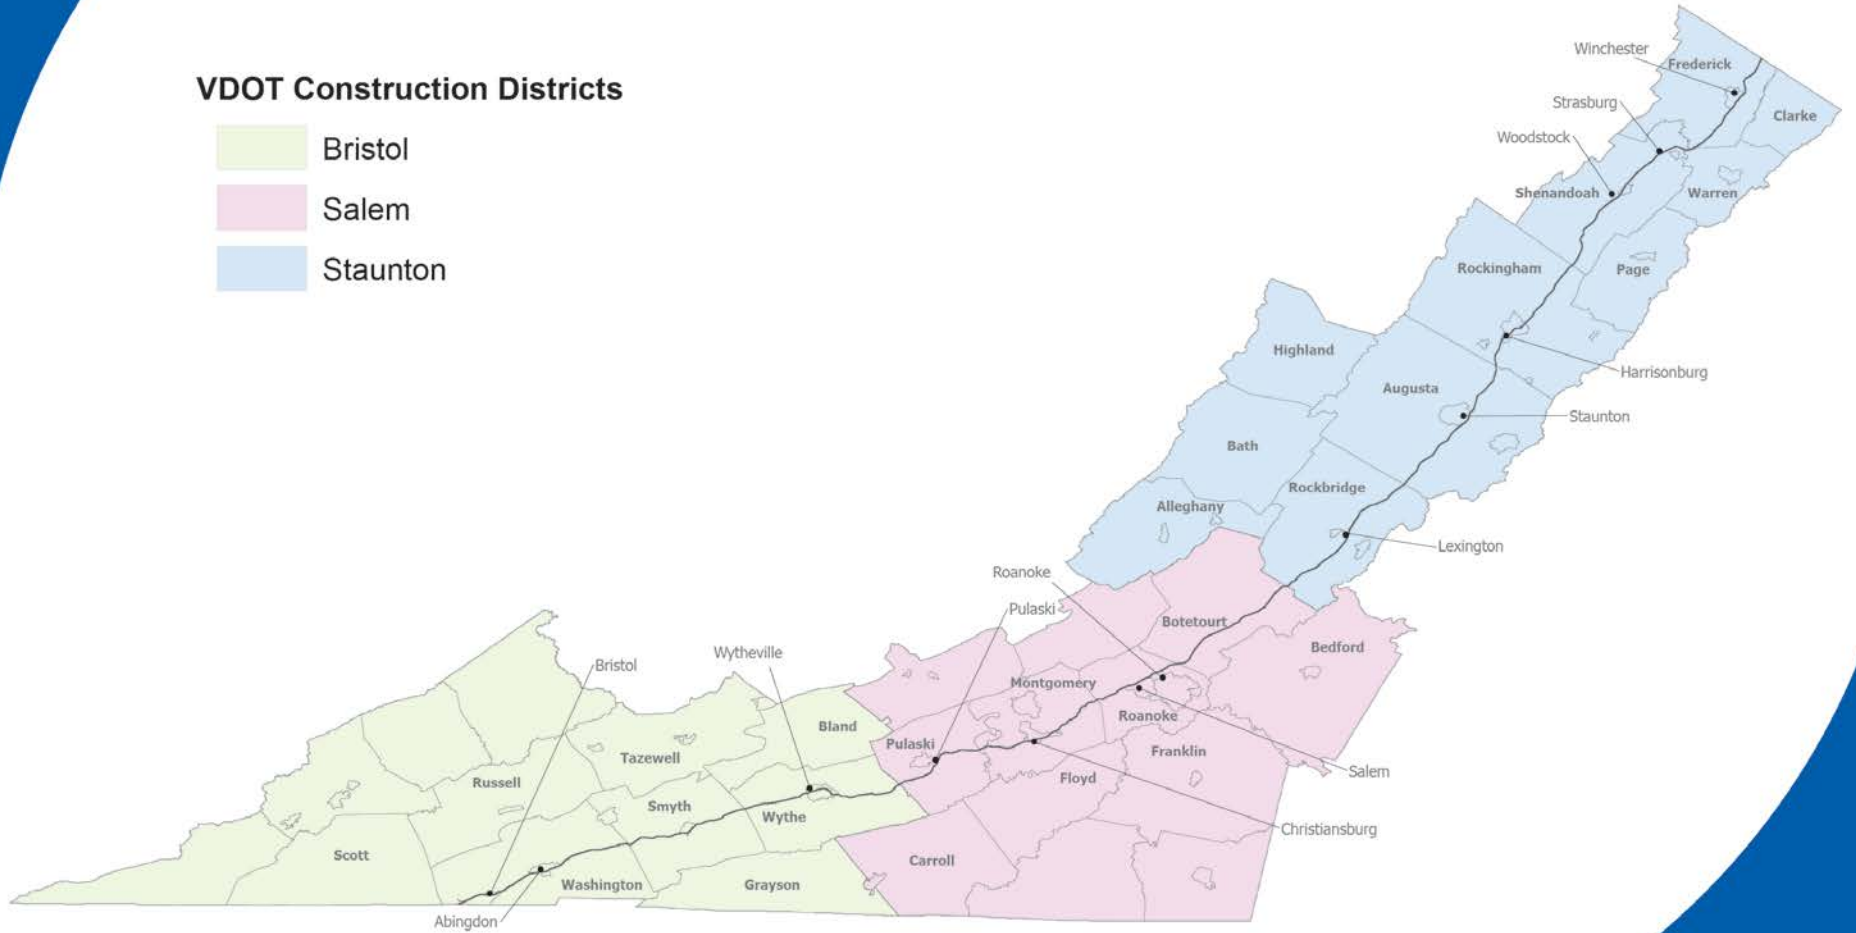 VDOT Construction Districts
Bristol
Salem
Staunton
Winchester
Frederick
Strasburg
Clarke
Woodstock
Shenandoah
Warren
Rockingham
Page
Highland
Harrisonburg
Augusta
Staunton
Bath
Rockbridge
Alleghany
Lexington
Roanoke
Pulaski
Botetourt
Bedford
Wytheville
Bristol
Montgomery
Roanoke
Bland
Pulaski
Franklin
Tazewell
Salem
Russell
Floyd
Smyth
Wythe
Christiansburg
Scott
Carroll
Washington
Grayson
Abingdon